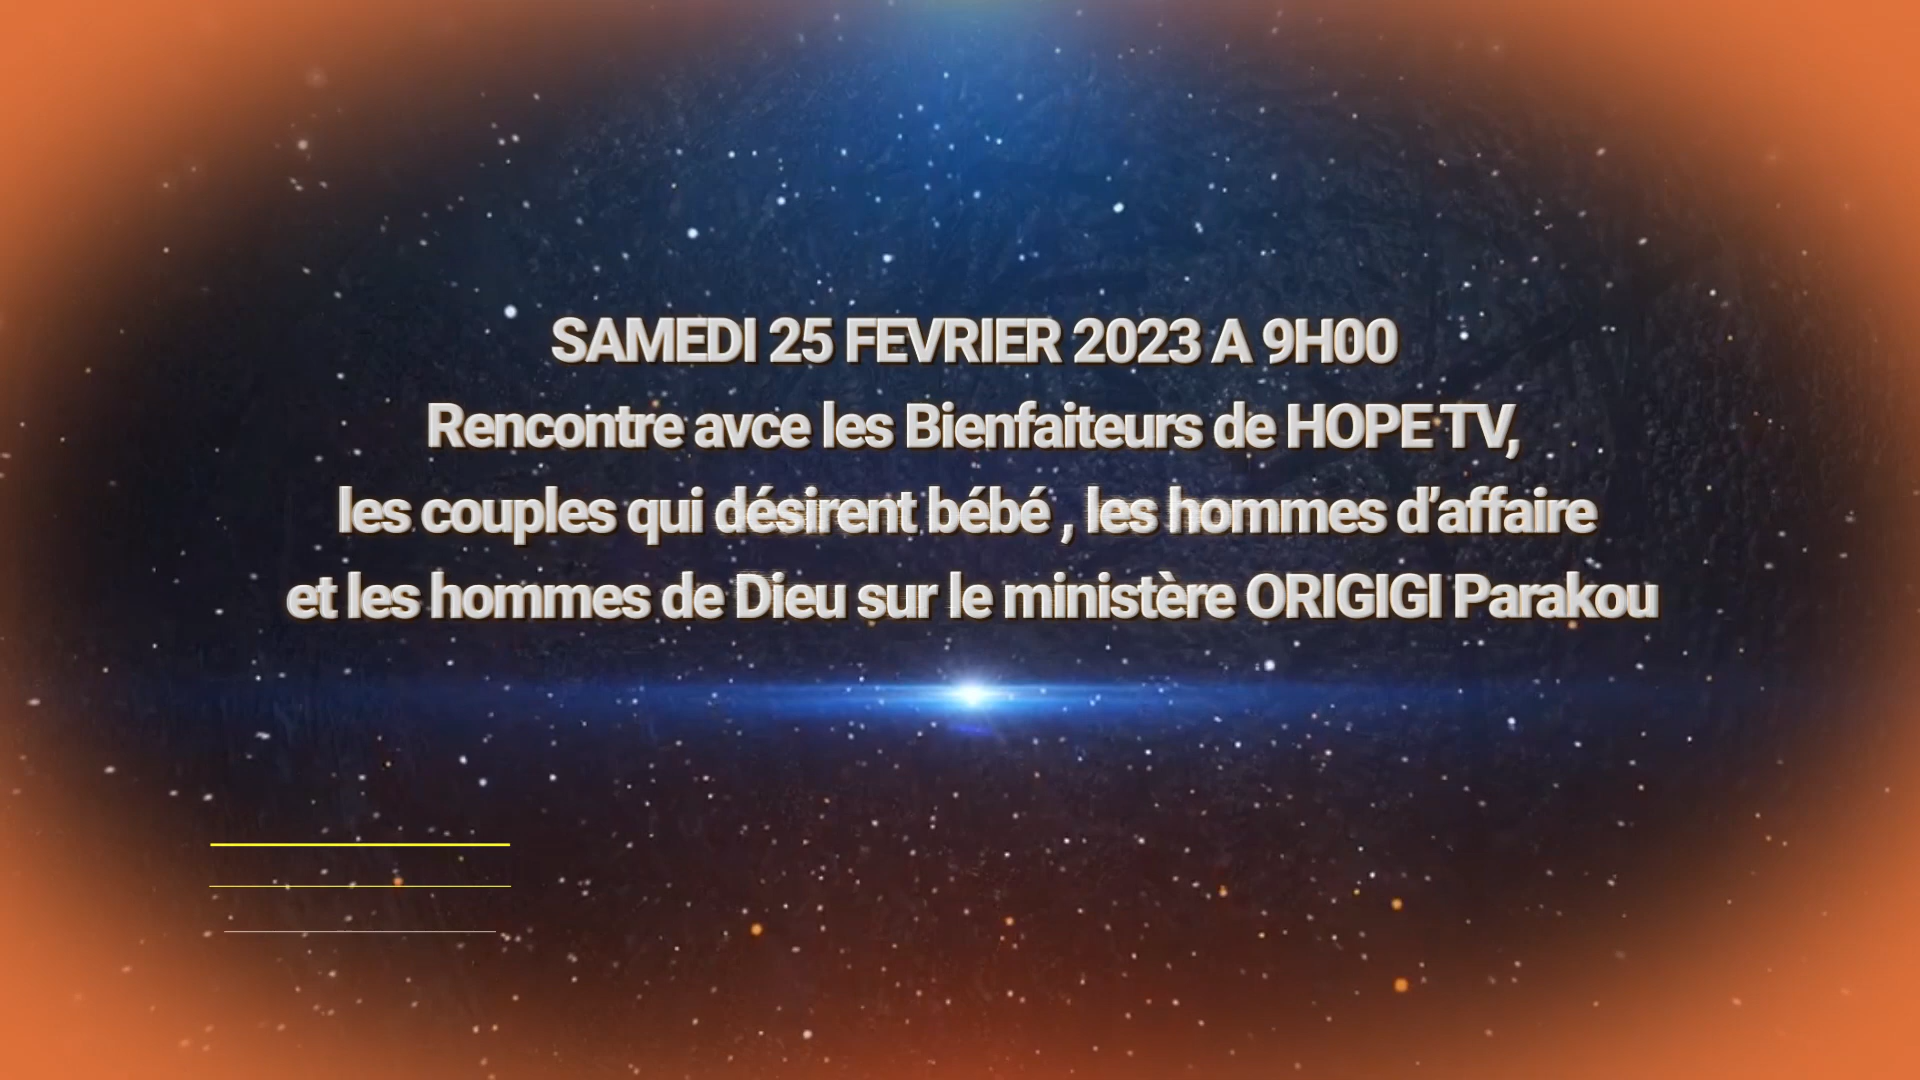 SAMEDI 25 FEVRIER 2023 A 9H00
Rencontre avce les Bienfaiteurs de HOPE TV,
les couples qui désirent bébé , les hommes d’affaire
et les hommes de Dieu sur le ministère ORIGIGI Parakou